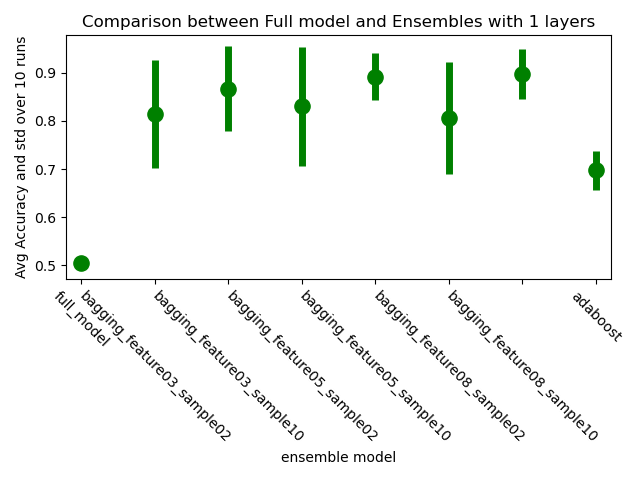 Comparison between Full model and Ensembles with 1 layers
Avg Accuracy and std over 10 runs
0.9
0.8
0.7
0.6
0.5
full_model
bagging_feature03_sample02
bagging_feature03_sample10
bagging_feature05_sample02
bagging_feature05_sample10
bagging_feature08_sample02
bagging_feature08_sample10
adaboost
ensemble model